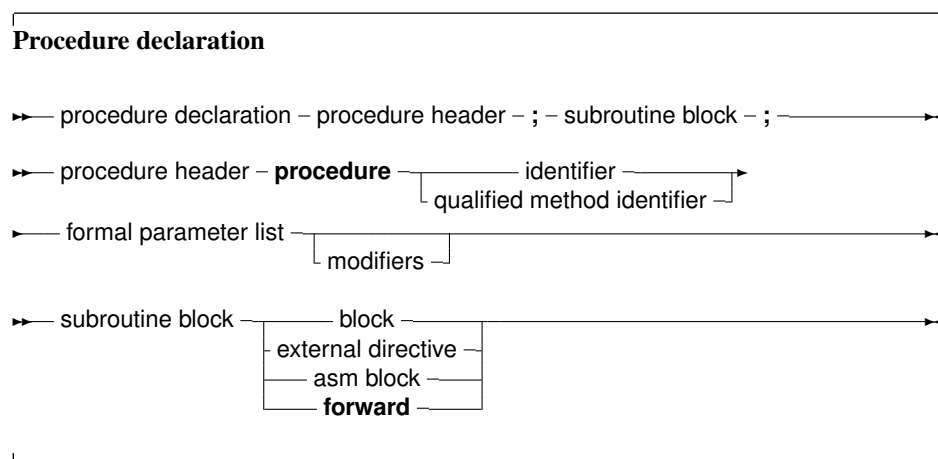 Procedure declaration
procedure declaration procedure header ; subroutine block ;
procedure header procedure identifier
qualified method identifier
formal parameter list
modifiers
subroutine block block
external directive
asm block
forward